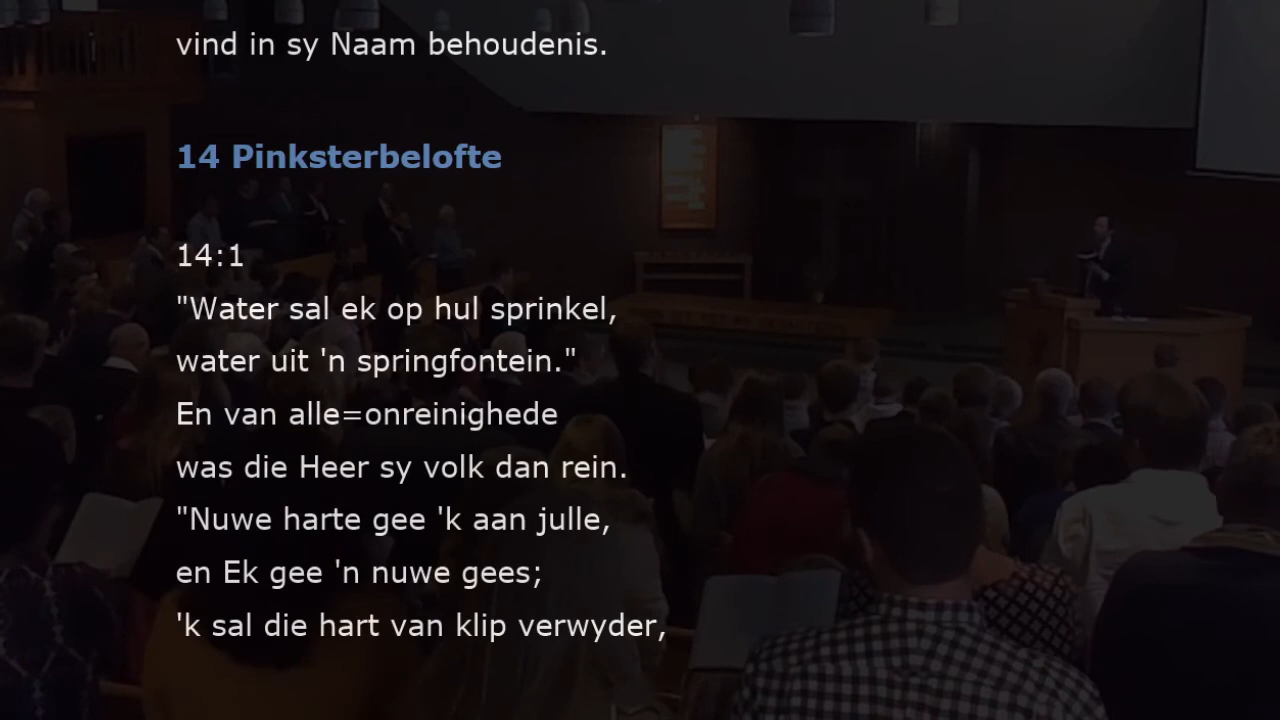 vind in sy Naam behoudenis.
14 Pinksterbelofte
14:1
"Water sal ek op hul sprinkel,
water uit 'n springfontein."
En van alle=onreinighede
was die Heer sy volk dan rein.
"Nuwe harte gee 'k aan julle,
en Ek gee 'n nuwe gees;
'k sal die hart van klip verwyder,